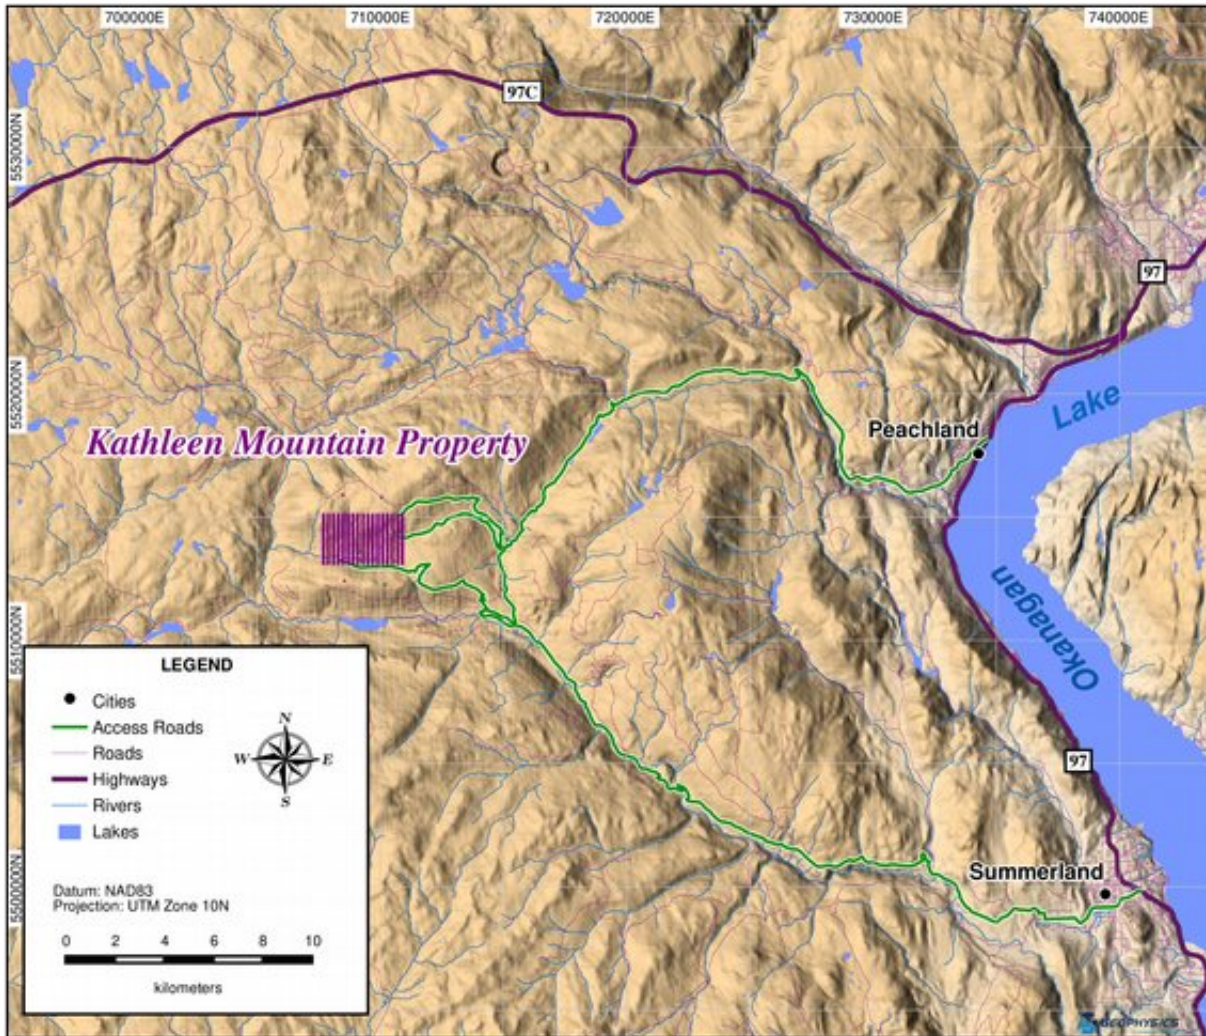 700000E 710000E 720000E 730000E 740000E
97C
5530000N
97
5520000N
Lake
Peachland
Kathleen Mountain Property
Okanagan
5510000N
LEGEND
Cities
Access Roads
Roads
Highways
Rivers
Lakes
N
W E
S
97
Summerland
5500000N
Datum: NAD83
Projection: UTM Zone 10N
0 2 4 6 8 10
kilometers
GEOPHYSICS